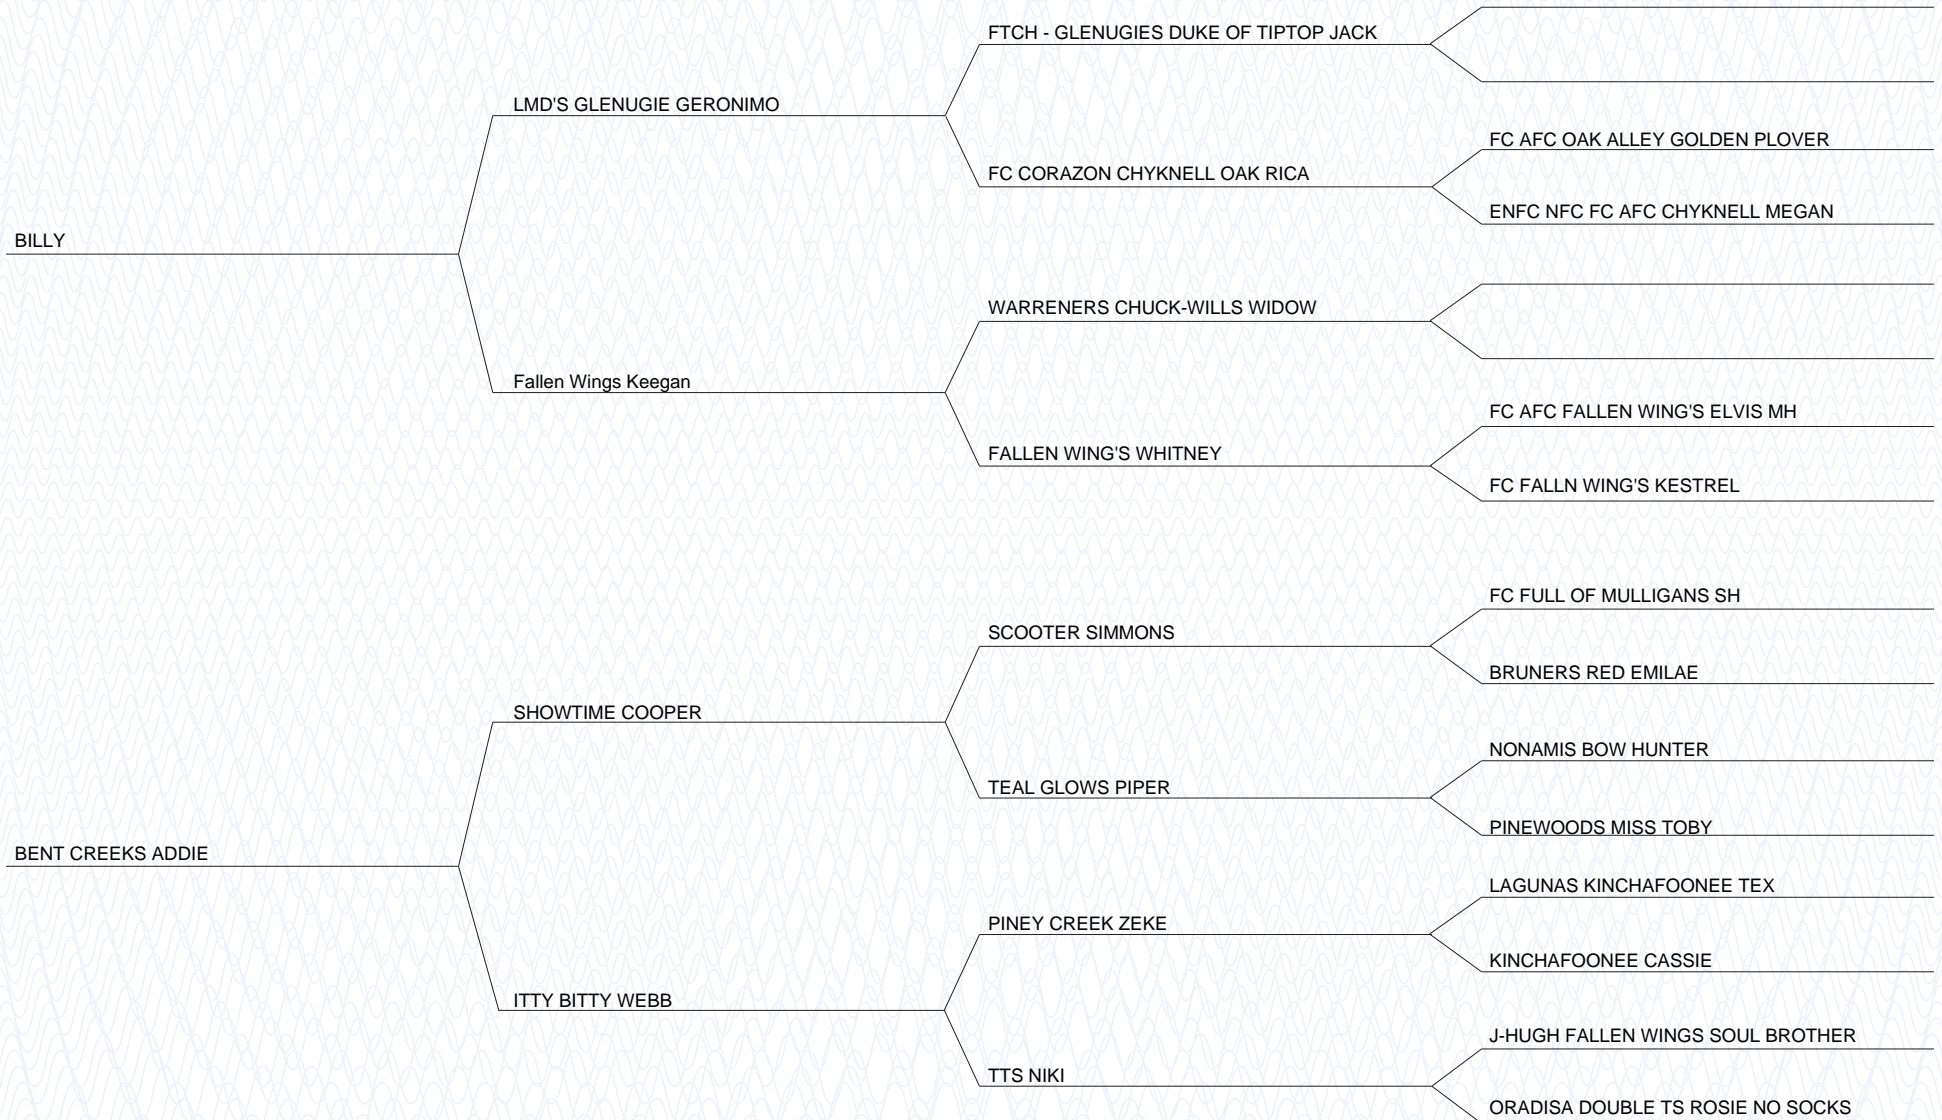 FTCH - GLENUGIES DUKE OF TIPTOP JACK
LMD'S GLENUGIE GERONIMO
FC AFC OAK ALLEY GOLDEN PLOVER
FC CORAZON CHYKNELL OAK RICA
ENFC NFC FC AFC CHYKNELL MEGAN
BILLY
WARRENERS CHUCK-WILLS WIDOW
Fallen Wings Keegan
FC AFC FALLEN WING'S ELVIS MH
FALLEN WING'S WHITNEY
FC FALLN WING'S KESTREL
FC FULL OF MULLIGANS SH
SCOOTER SIMMONS
BRUNERS RED EMILAE
SHOWTIME COOPER
NONAMIS BOW HUNTER
TEAL GLOWS PIPER
PINEWOODS MISS TOBY
BENT CREEKS ADDIE
LAGUNAS KINCHAFOONEE TEX
PINEY CREEK ZEKE
KINCHAFOONEE CASSIE
ITTY BITTY WEBB
J-HUGH FALLEN WINGS SOUL BROTHER
TTS NIKI
ORADISA DOUBLE TS ROSIE NO SOCKS